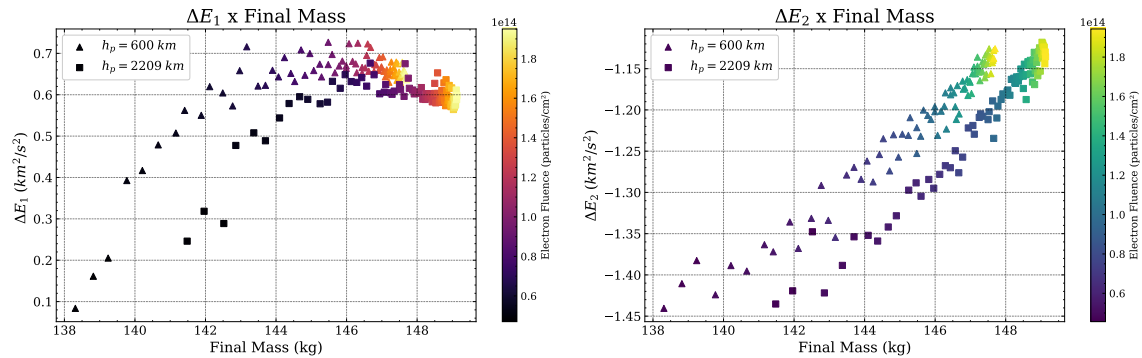 ΔE₁ x Final Mass
h_p = 600 km
h_p = 2209 km
ΔE₁ (km²/s²)
0.7
0.6
0.5
0.4
0.3
0.2
0.1
138
140
142
144
146
148
Final Mass (kg)
1e14
1.8
1.6
1.4
1.2
1.0
0.8
0.6
Electron Fluence (particles/cm²)
ΔE₂ x Final Mass
h_p = 600 km
h_p = 2209 km
ΔE₂ (km²/s²)
−1.15
−1.20
−1.25
−1.30
−1.35
−1.40
−1.45
138
140
142
144
146
148
Final Mass (kg)
1e14
1.8
1.6
1.4
1.2
1.0
0.8
0.6
Electron Fluence (particles/cm²)